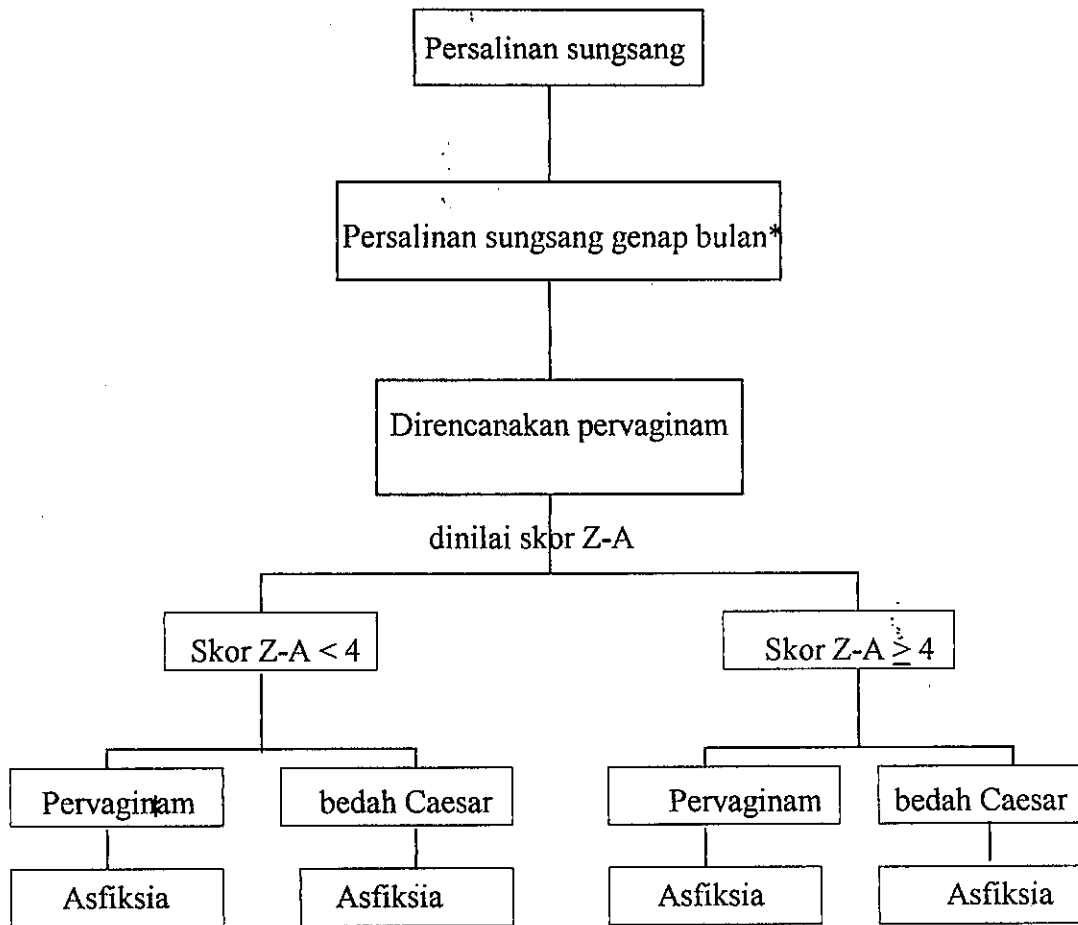 Persalinan sungsang
Persalinan sungsang genap bulan*
Direncanakan pervaginam
dinilai skor Z-A
Skor Z-A < 4
Skor Z-A ≥ 4
Pervaginam
bedah Caesar
Pervaginam
bedah Caesar
Asfiksia
Asfiksia
Asfiksia
Asfiksia